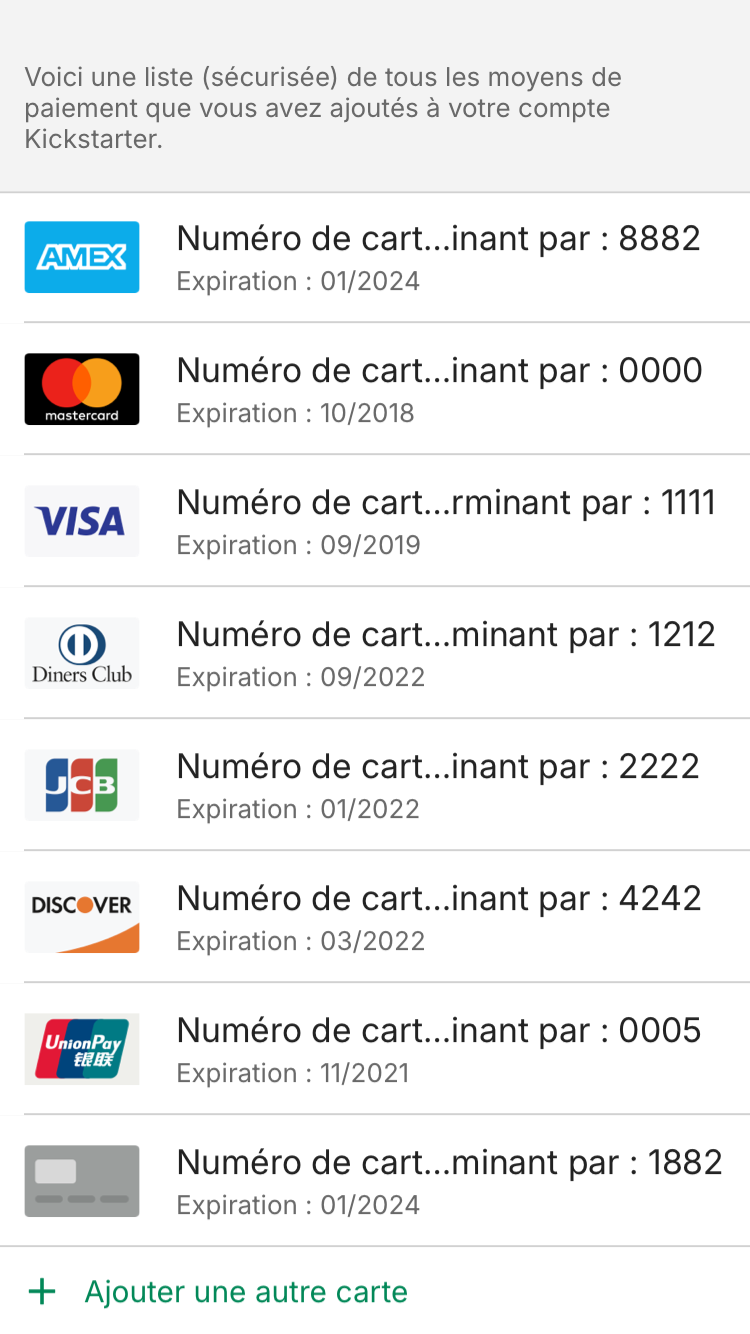 Voici une liste (sécurisée) de tous les moyens de
paiement que vous avez ajoutés à votre compte
Kickstarter.
AMEX
Numéro de cart...inant par : 8882
Expiration : 01/2024
mastercard
Numéro de cart...inant par : 0000
Expiration : 10/2018
VISA
Numéro de cart...rminant par : 1111
Expiration : 09/2019
Diners Club
Numéro de cart...minant par : 1212
Expiration : 09/2022
JCB
Numéro de cart...inant par : 2222
Expiration : 01/2022
DISCOVER
Numéro de cart...inant par : 4242
Expiration : 03/2022
UnionPay
银联
Numéro de cart...inant par : 0005
Expiration : 11/2021
Numéro de cart...minant par : 1882
Expiration : 01/2024
+ Ajouter une autre carte